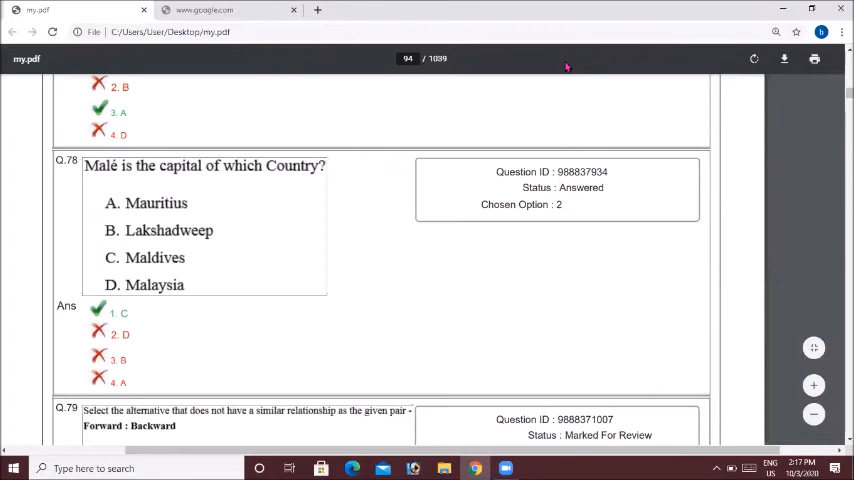 my.pdf
www.google.com
File | C:/Users/User/Desktop/my.pdf
b
my.pdf
94 / 1039
2. B
3. A
4. D
Q.78
Malé is the capital of which Country?
A. Mauritius
B. Lakshadweep
C. Maldives
D. Malaysia
Question ID : 988837934
Status : Answered
Chosen Option : 2
Ans
1. C
2. D
3. B
4. A
Q.79
Select the alternative that does not have a similar relationship as the given pair -
Forward : Backward
Question ID : 9888371007
Status : Marked For Review
Type here to search
ENG
US
2:17 PM
10/3/2020